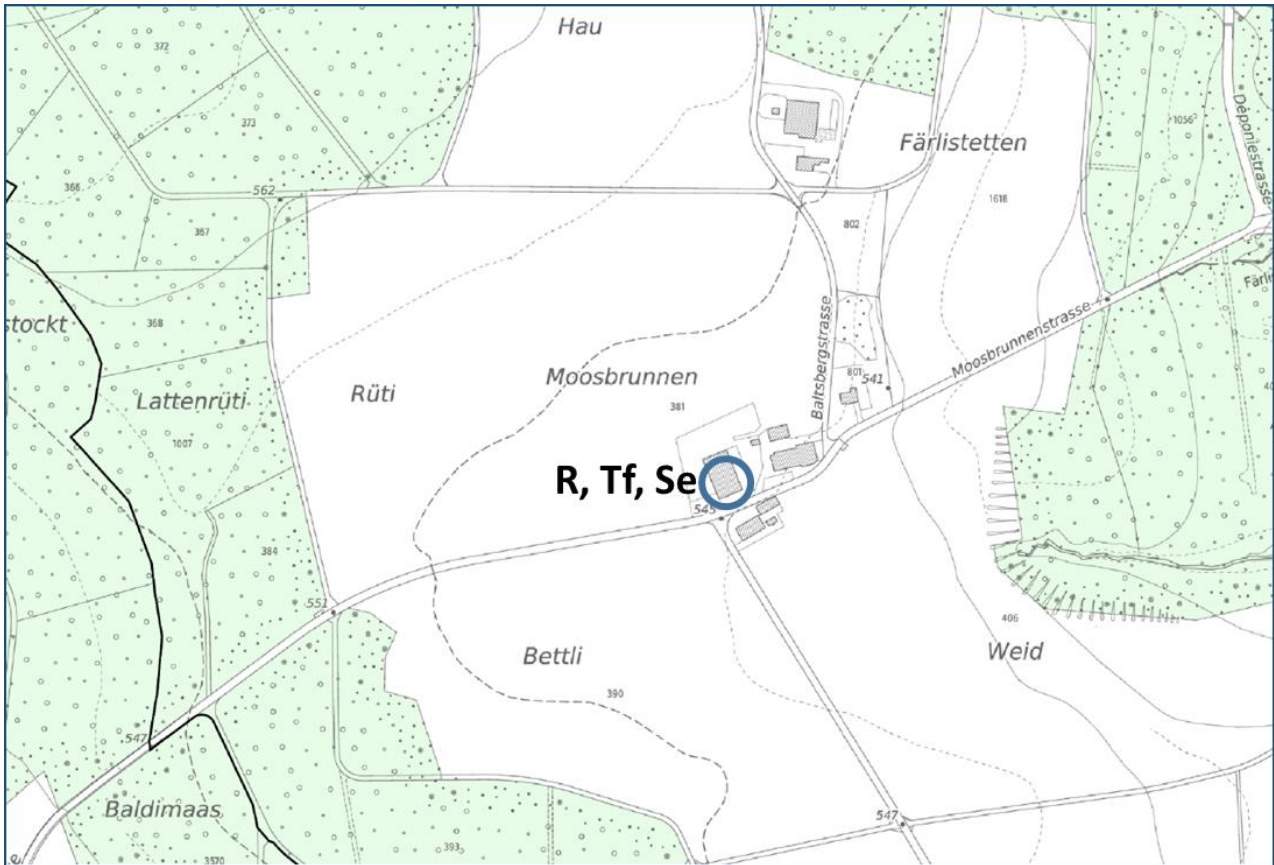 Hau
372
373
Färlistetten
1056
Deponiestrasse
366
562
1618
367
802
stockt
368
Färli
Moosbrunnenstrasse
Baltsbergstrasse
Rüti
Moosbrunnen
801
541
Lattenrüti
381
1007
R, Tf, Se
545
384
551
406
Weid
Bettli
390
547
Baldimaas
547
393
3570
e